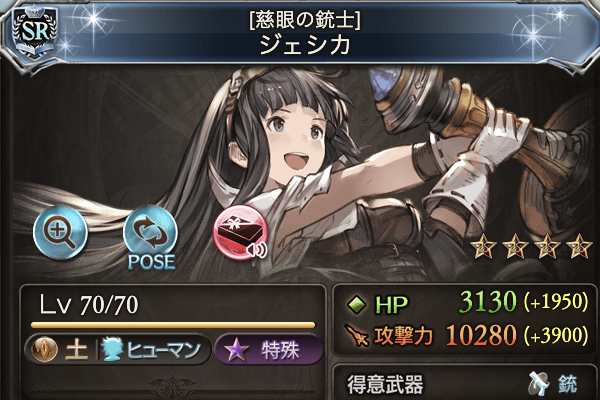 SR
[慈眼の銃士]
ジェシカ
POSE
Lv 70/70
土 ヒューマン 特殊
HP 3130 (+1950)
攻撃力 10280 (+3900)
得意武器 銃